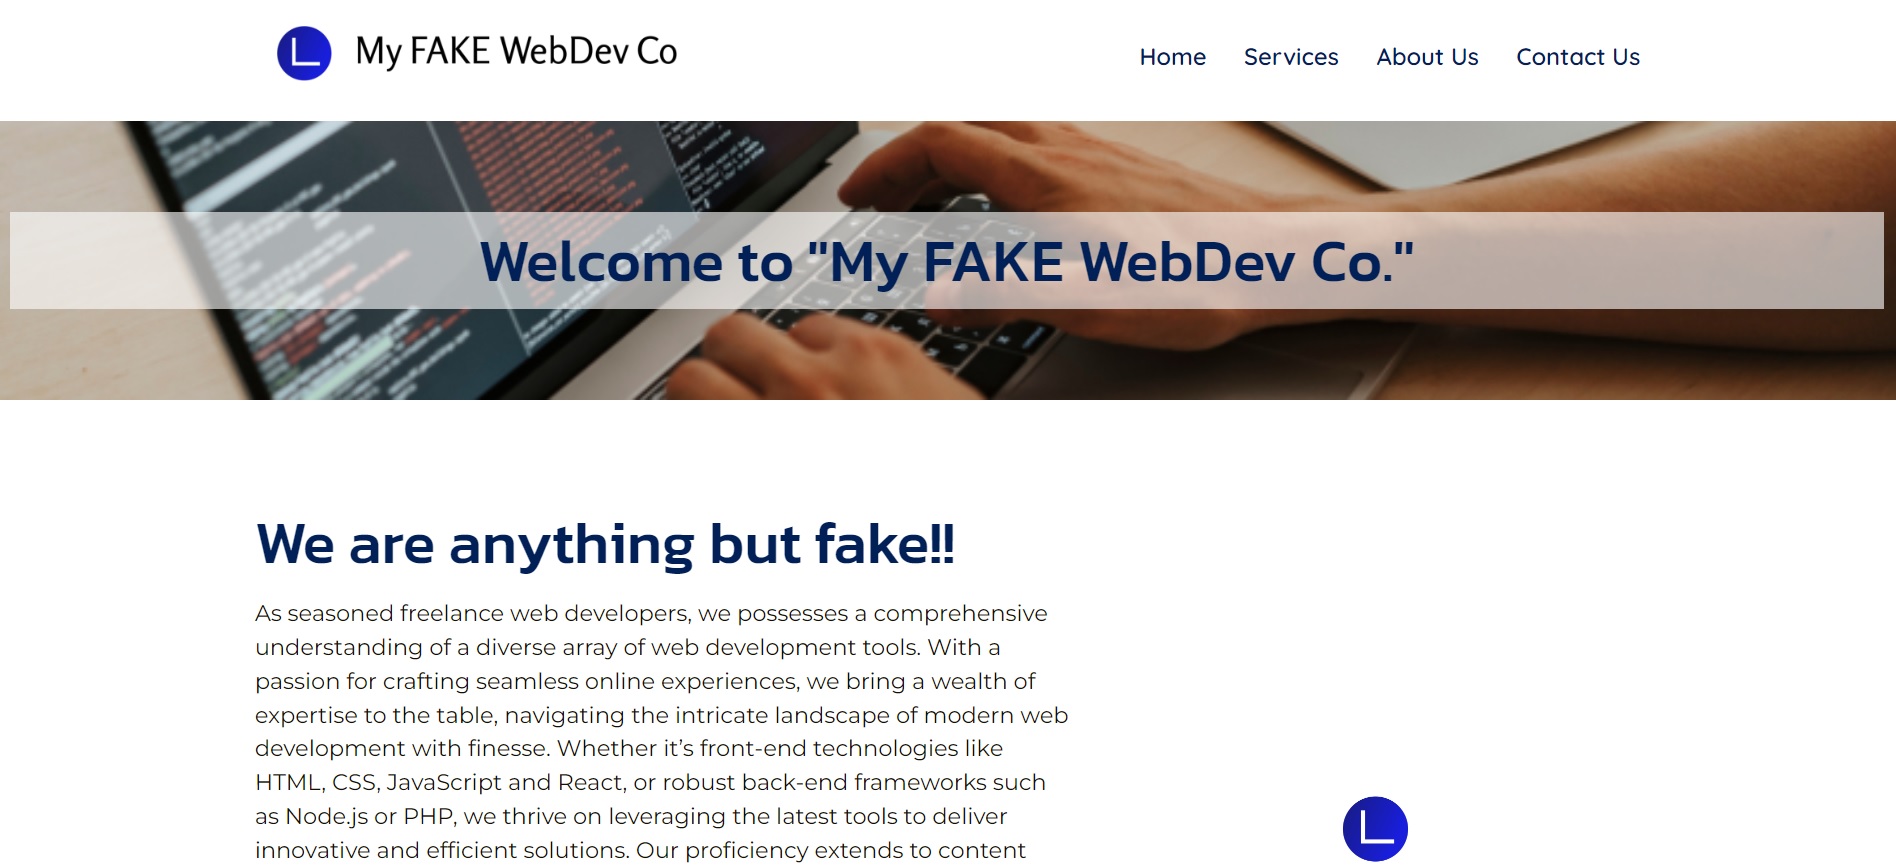 My FAKE WebDev Co
Home Services About Us Contact Us
Welcome to "My FAKE WebDev Co."
We are anything but fake!!
As seasoned freelance web developers, we possesses a comprehensive
understanding of a diverse array of web development tools. With a
passion for crafting seamless online experiences, we bring a wealth of
expertise to the table, navigating the intricate landscape of modern web
development with finesse. Whether it’s front-end technologies like
HTML, CSS, JavaScript and React, or robust back-end frameworks such
as Node.js or PHP, we thrive on leveraging the latest tools to deliver
innovative and efficient solutions. Our proficiency extends to content